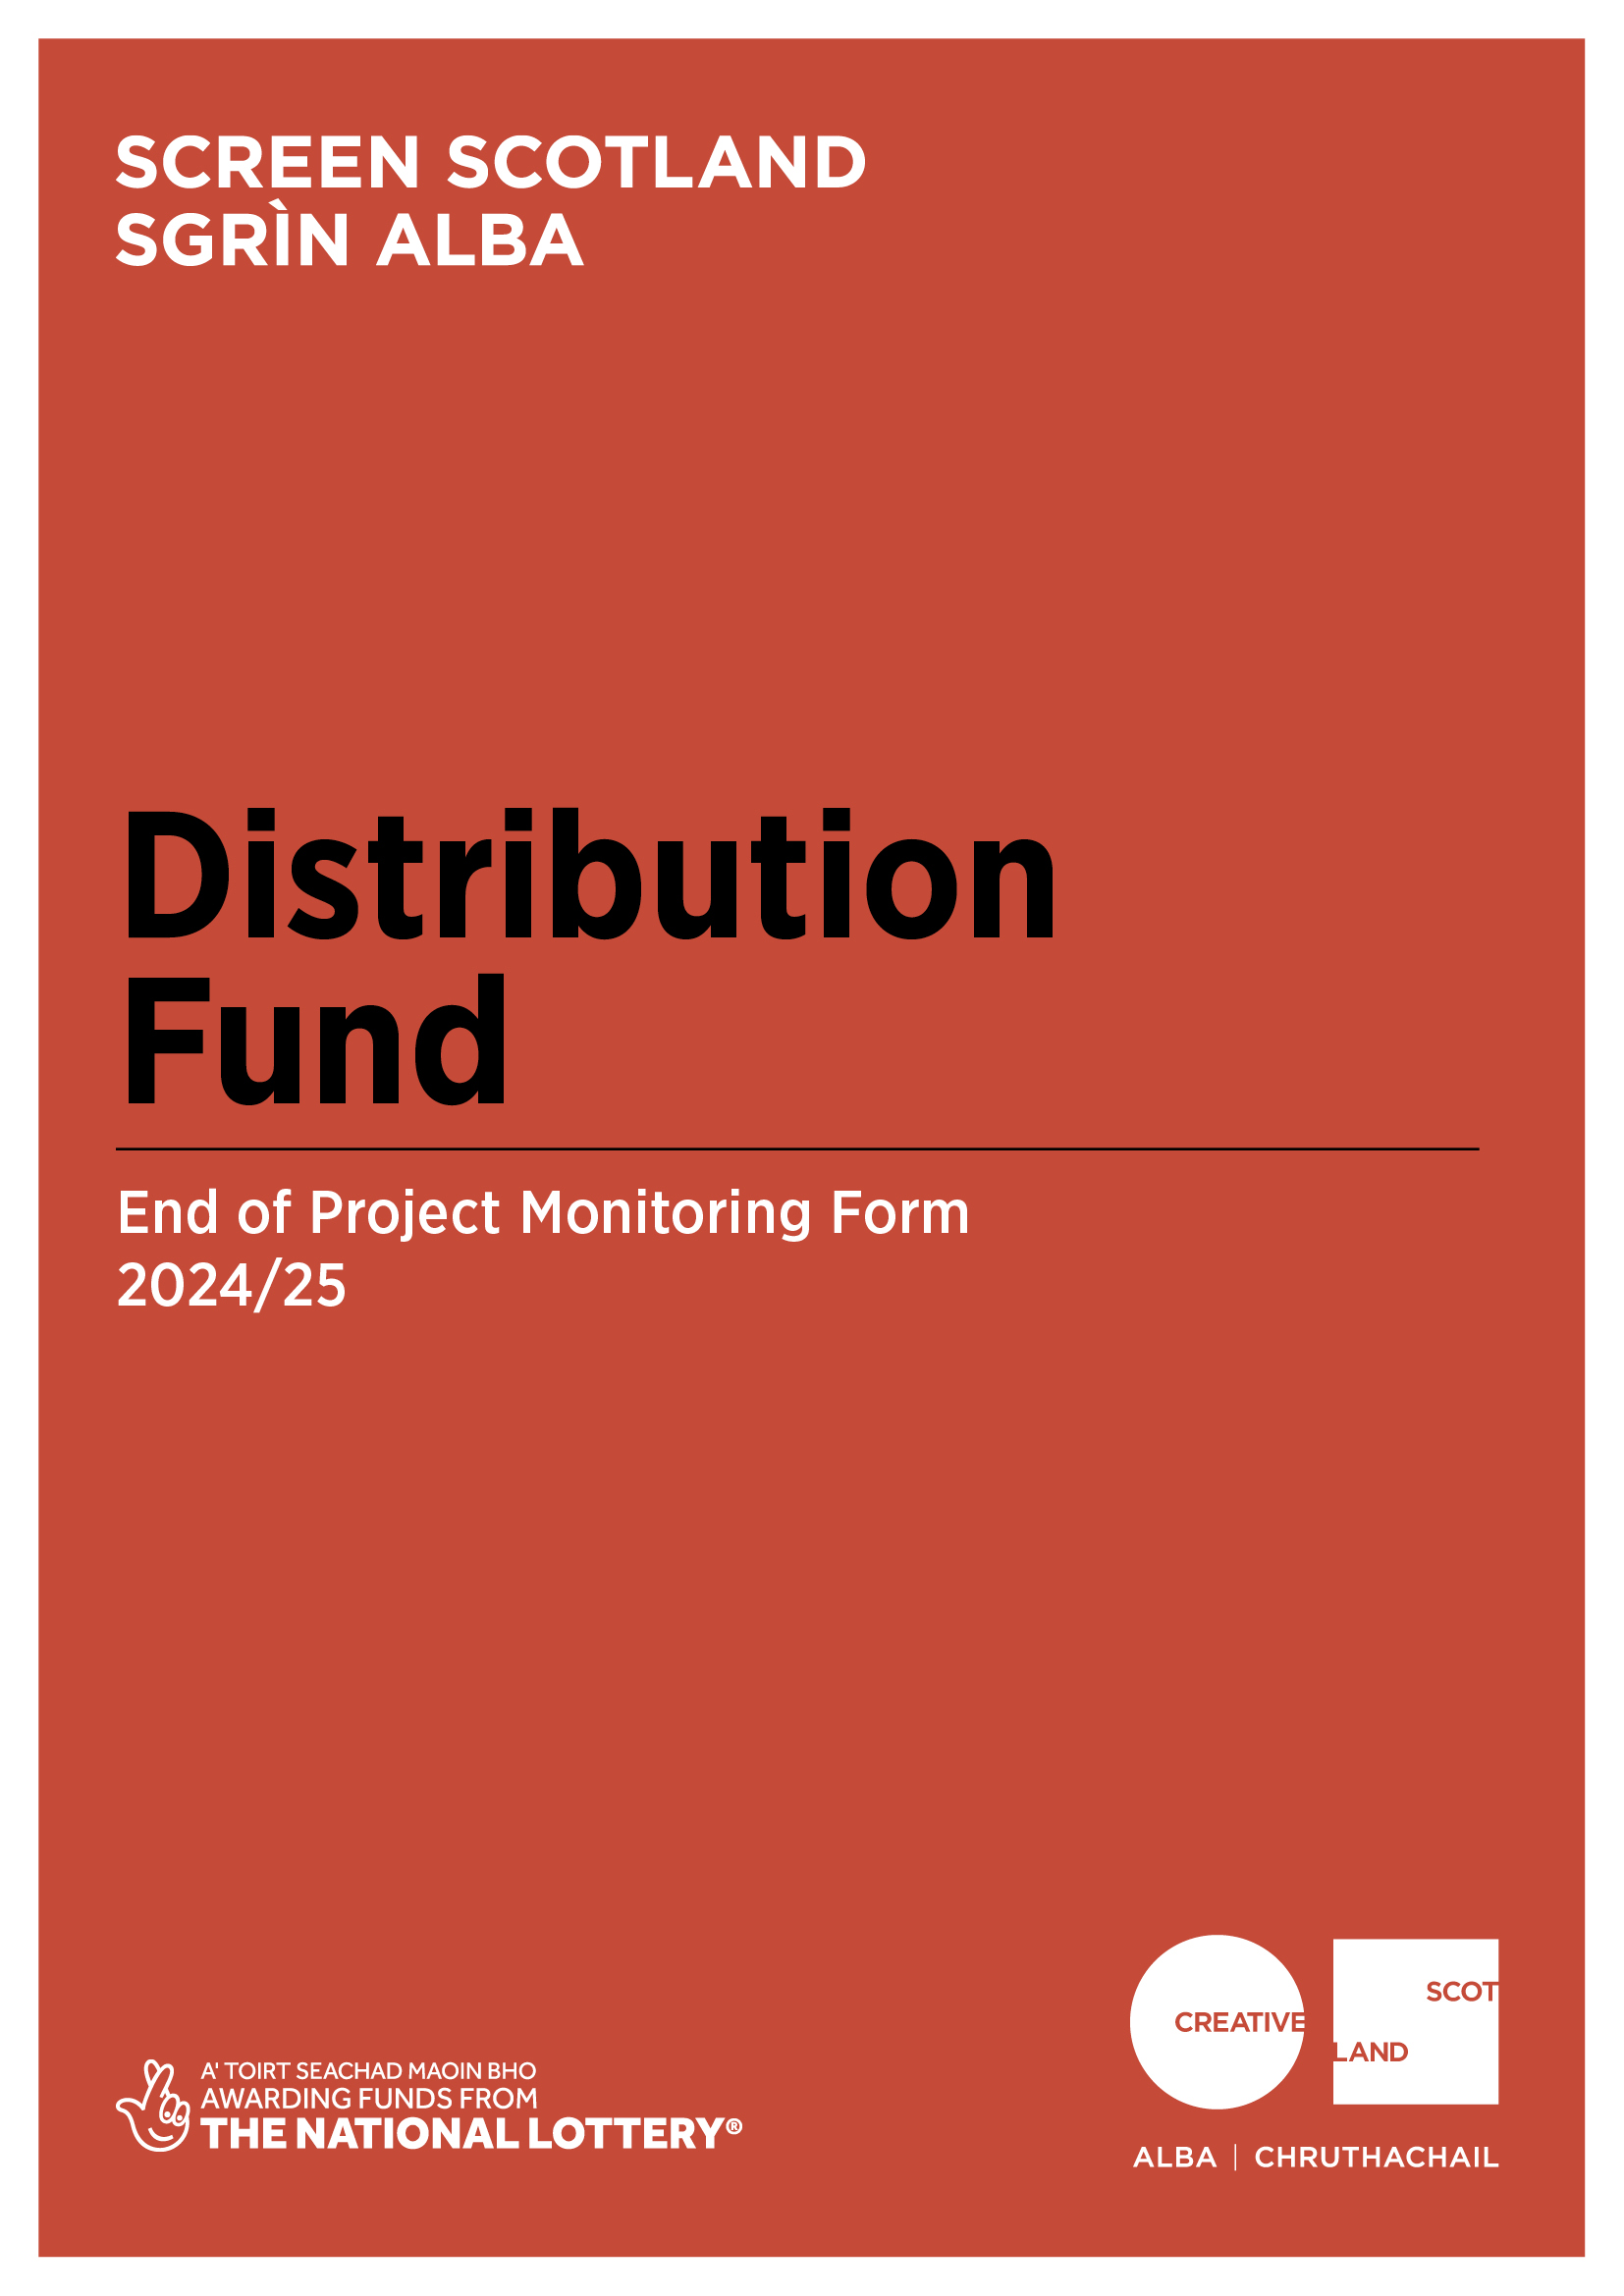 SCREEN SCOTLAND
SGRÌN ALBA
Distribution
Fund
End of Project Monitoring Form
2024/25
A' TOIRT SEACHAD MAOIN BHO
AWARDING FUNDS FROM
THE NATIONAL LOTTERY®
SCOT
CREATIVE
LAND
ALBA | CHRUTHACHAIL